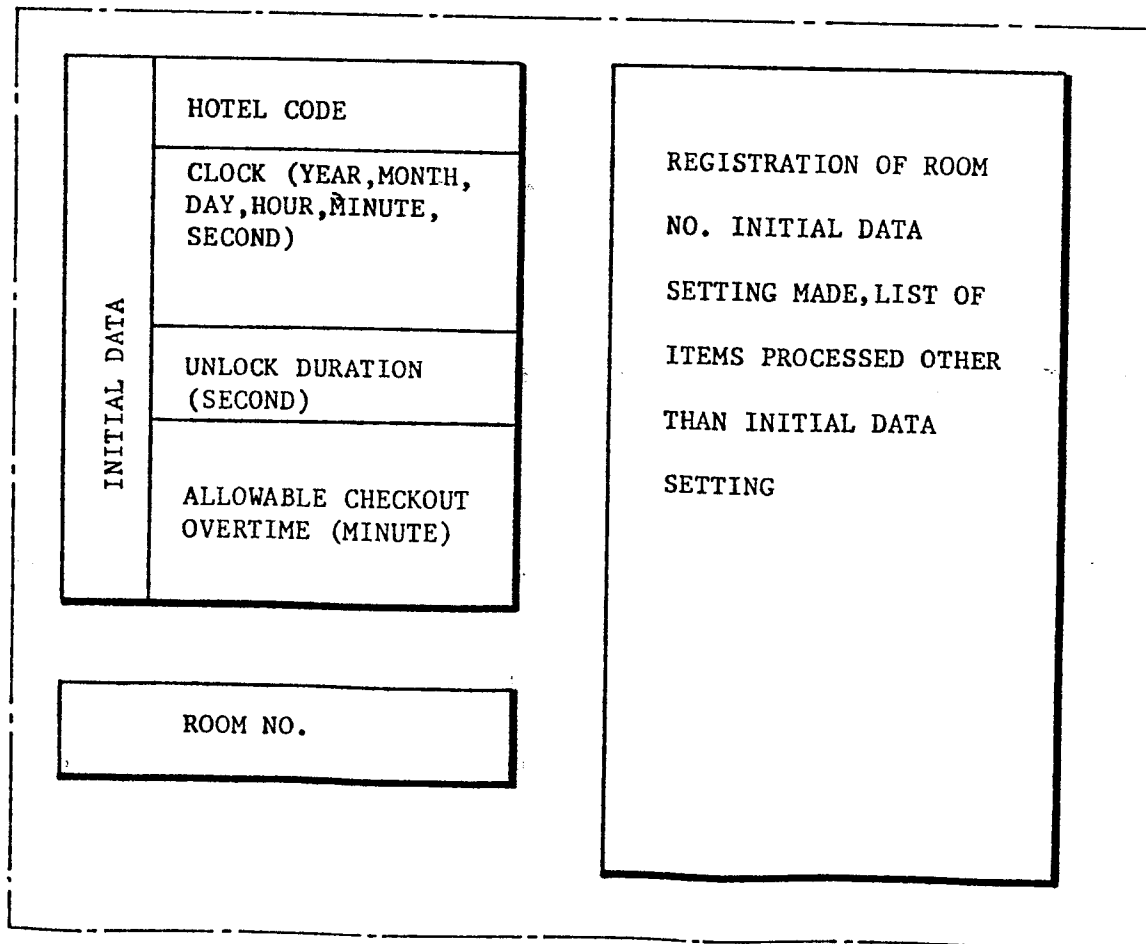 INITIAL DATA
HOTEL CODE
CLOCK (YEAR,MONTH,
DAY,HOUR,MINUTE,
SECOND)
UNLOCK DURATION
(SECOND)
ALLOWABLE CHECKOUT
OVERTIME (MINUTE)
ROOM NO.
REGISTRATION OF ROOM
NO. INITIAL DATA
SETTING MADE,LIST OF
ITEMS PROCESSED OTHER
THAN INITIAL DATA
SETTING